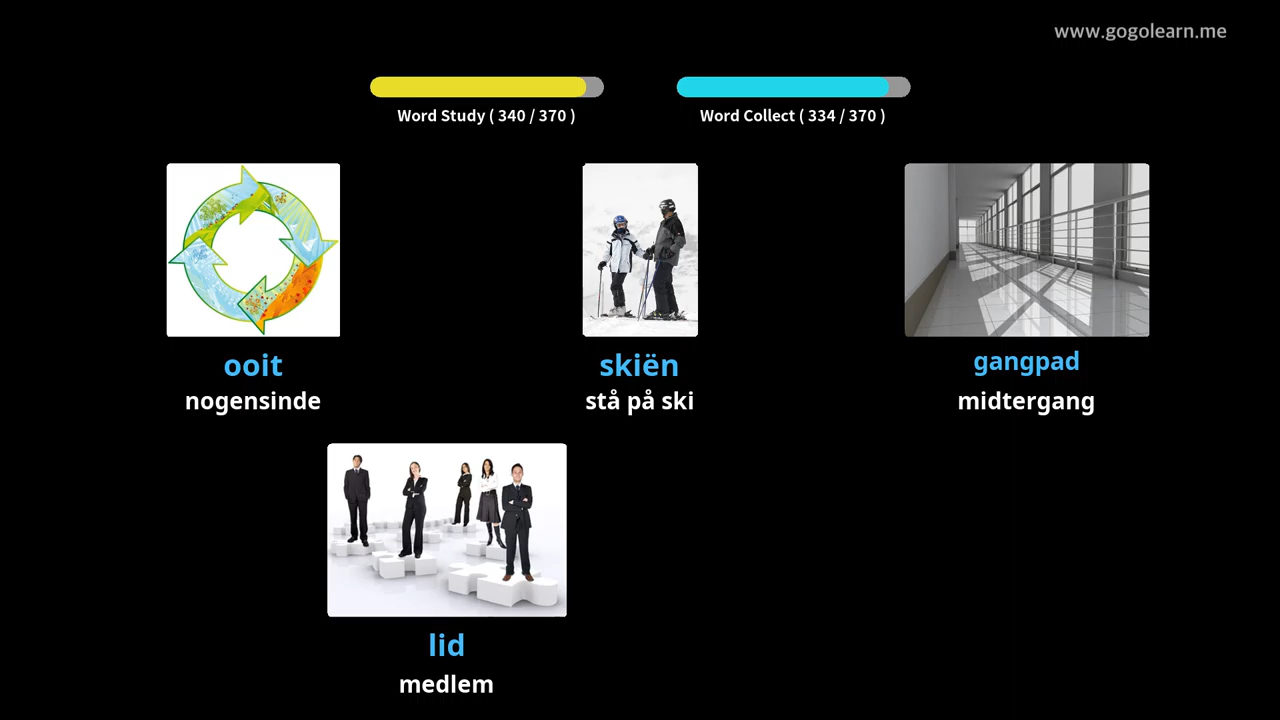 www.gogolearn.me
Word Study ( 340 / 370 )
Word Collect ( 334 / 370 )
ooit
nogensinde
skiën
stå på ski
gangpad
midtergang
lid
medlem